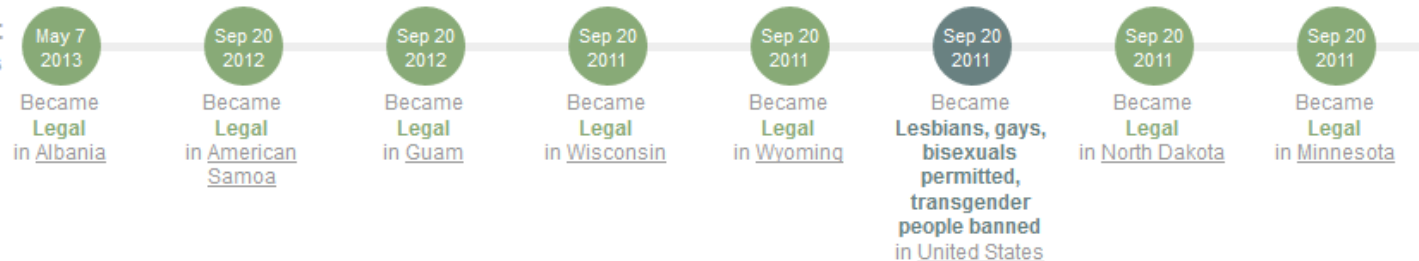 May 7
2013
Became
Legal
in Albania
Sep 20
2012
Became
Legal
in American
Samoa
Sep 20
2012
Became
Legal
in Guam
Sep 20
2011
Became
Legal
in Wisconsin
Sep 20
2011
Became
Legal
in Wyoming
Sep 20
2011
Became
Lesbians, gays,
bisexuals
permitted,
transgender
people banned
in United States
Sep 20
2011
Became
Legal
in North Dakota
Sep 20
2011
Became
Legal
in Minnesota